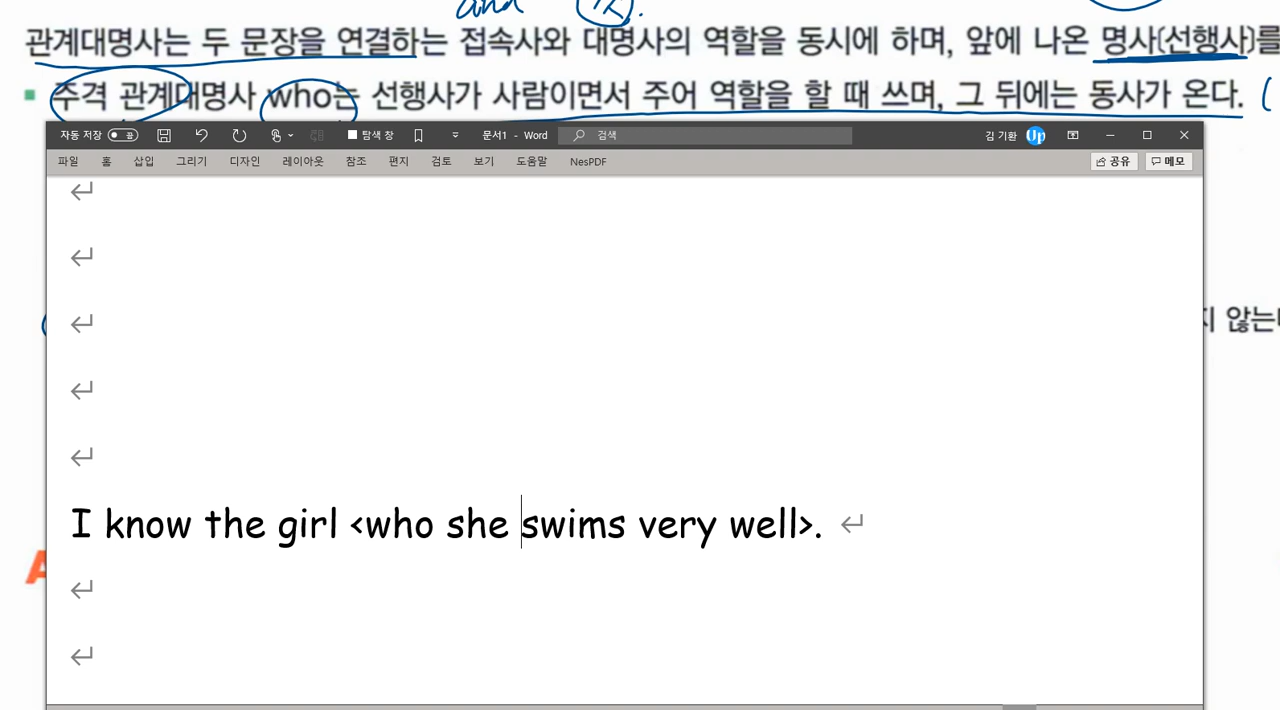 and
관계대명사는 두 문장을 연결하는 접속사와 대명사의 역할을 동시에 하며, 앞에 나온 명사(선행사)를
주격 관계대명사 who는 선행사가 사람이면서 주어 역할을 할 때 쓰며, 그 뒤에는 동사가 온다. (
자동 저장 탐색 창 문서1 - Word 검색 김 기환 Up
파일 홈 삽입 그리기 디자인 레이아웃 참조 편지 검토 보기 도움말 NesPDF 공유 메모
지 않는
I know the girl <who she swims very well>.
A